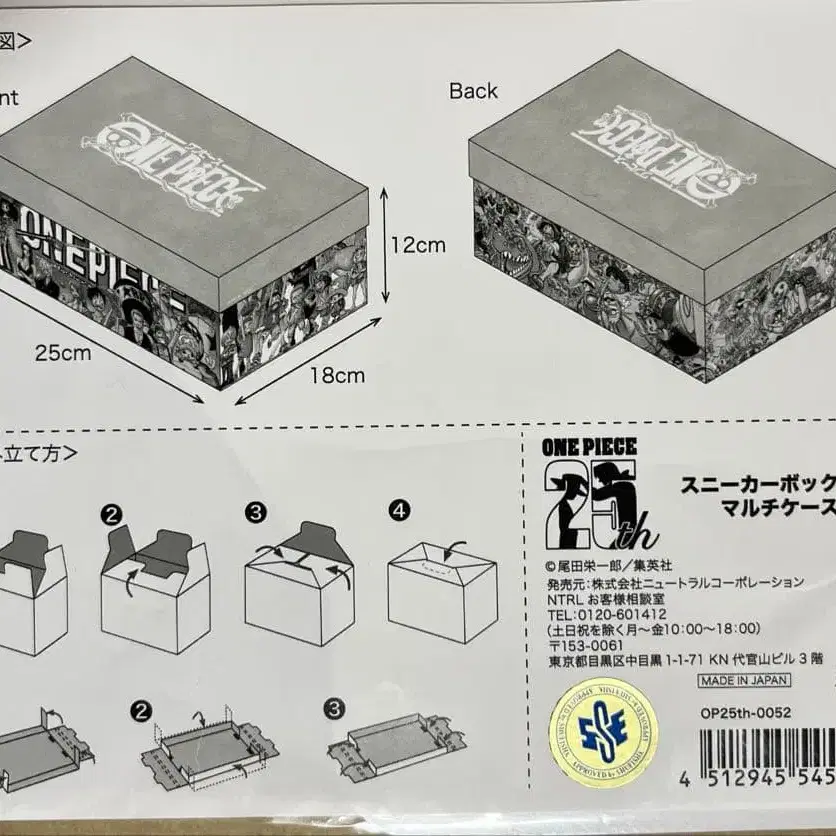 図>
nt
Back
ONE PIECE
ONE PIECE
ONE PIECE
12cm
25cm
18cm
立て方>
❷
❸
❹
❷
❸
ONE PIECE
25th
スニーカーボック
マルチケース
©尾田栄一郎/集英社
発売元:株式会社ニュートラルコーポレーション
NTRL お客様相談室
TEL:0120-601412
(土日祝を除く月〜金10:00〜18:00)
〒153-0061
東京都目黒区中目黒1-1-71 KN 代官山ビル3階
MADE IN JAPAN
OP25th-0052
4 512945 545